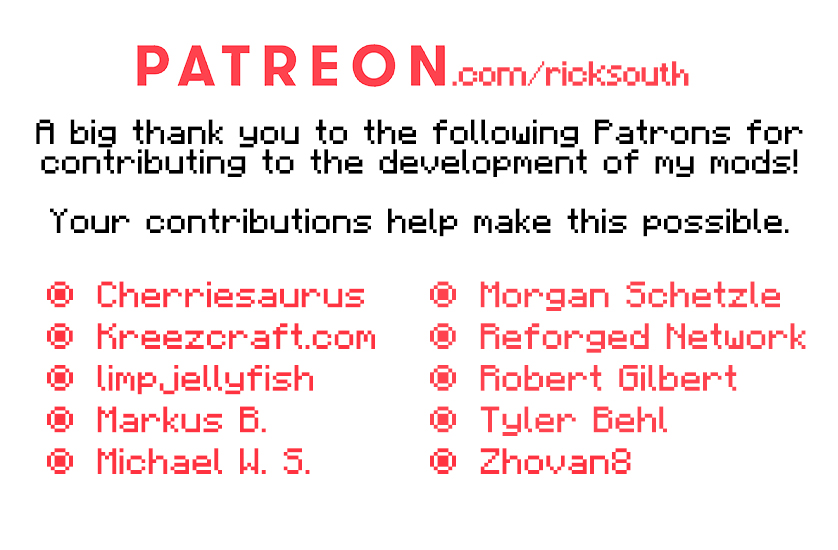 PATREON.com/ricksouth
A big thank you to the following Patrons for
contributing to the development of my mods!
Your contributions help make this possible.
Cherriesaurus
Kreezcraft.com
limpjellyfish
Markus B.
Michael W. S.
Morgan Schetzle
Reforged Network
Robert Gilbert
Tyler Behl
Zhovan8